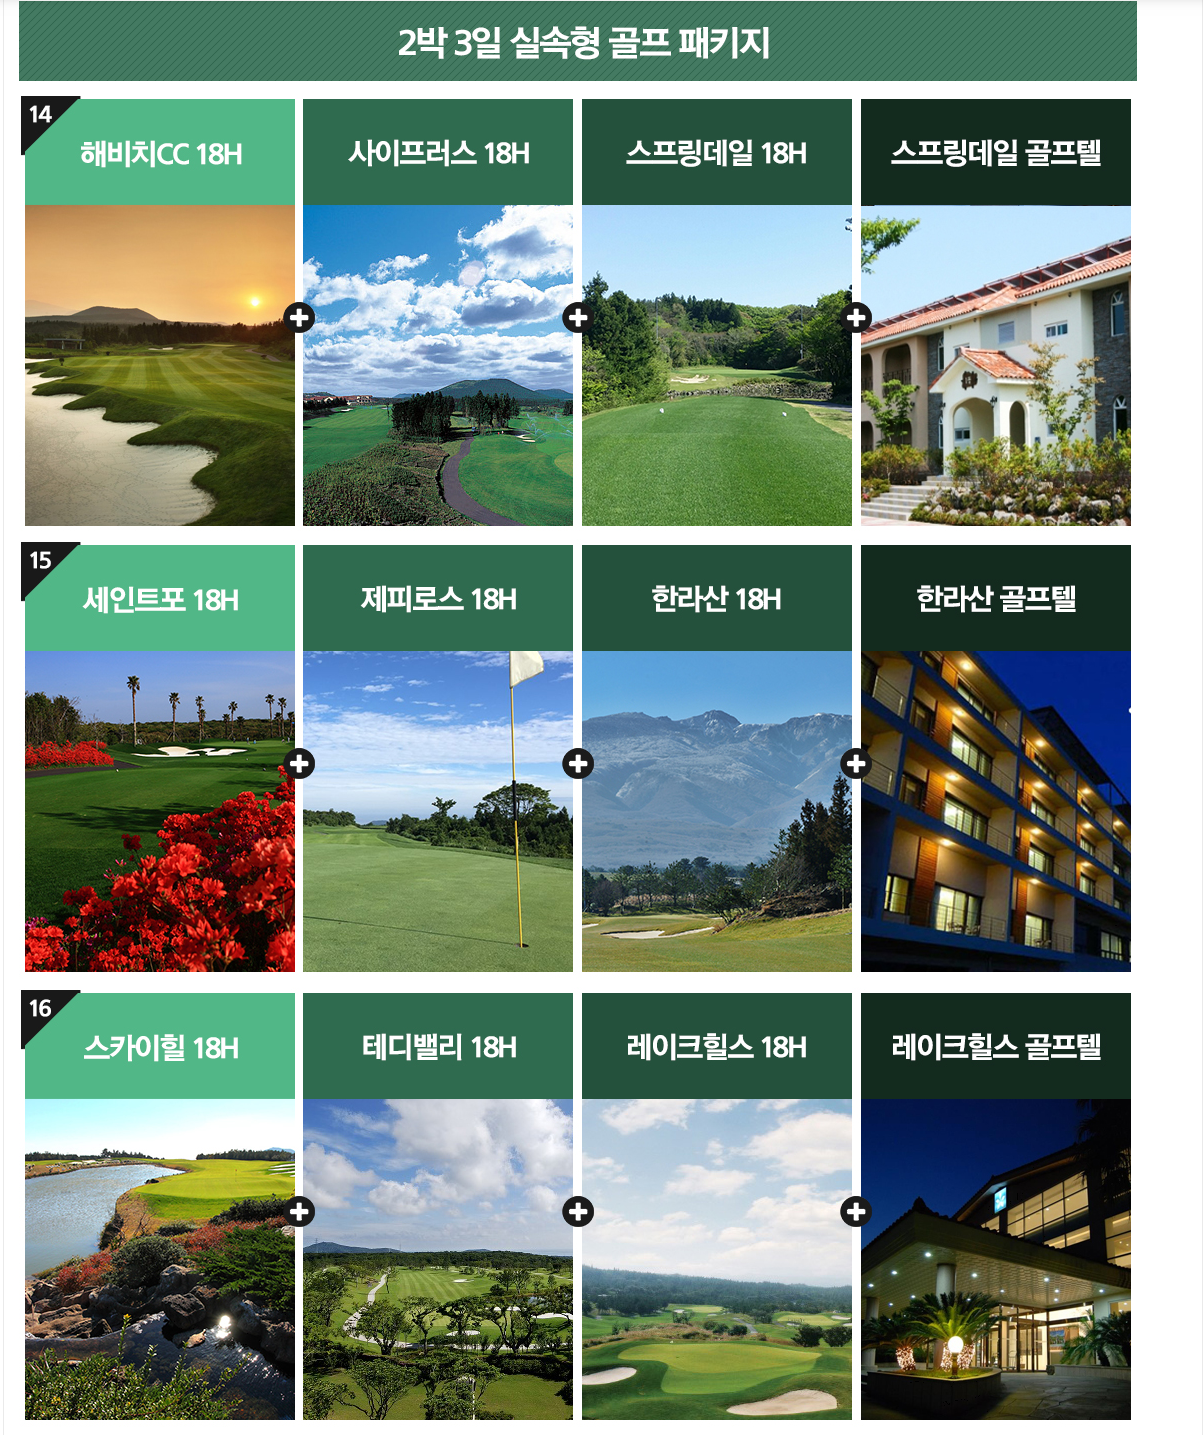 2박 3일 실속형 골프 패키지
14
해비치CC 18H
사이프러스 18H
스프링데일 18H
스프링데일 골프텔
15
세인트포 18H
제피로스 18H
한라산 18H
한라산 골프텔
16
스카이힐 18H
테디밸리 18H
레이크힐스 18H
레이크힐스 골프텔